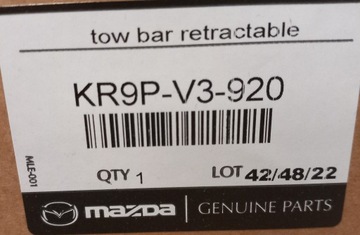 tow bar retractable
KR9P-V3-920
MLE-001
QTY 1 LOT 42/48/22
mazda GENUINE PARTS